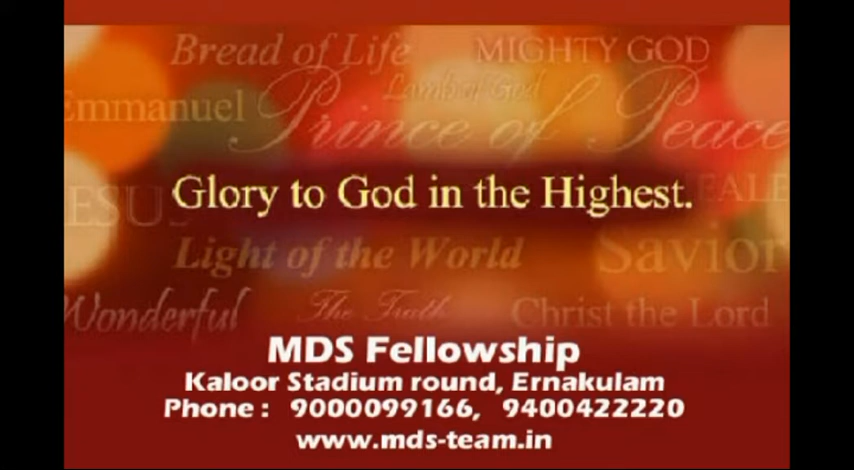 Bread of Life MIGHTY GOD
Lamb of God
Emmanuel Prince of Peace
Glory to God in the Highest.
Light of the World Savior
Wonderful The Truth Christ the Lord
MDS Fellowship
Kaloor Stadium round, Ernakulam
Phone : 9000099166, 9400422220
www.mds-team.in